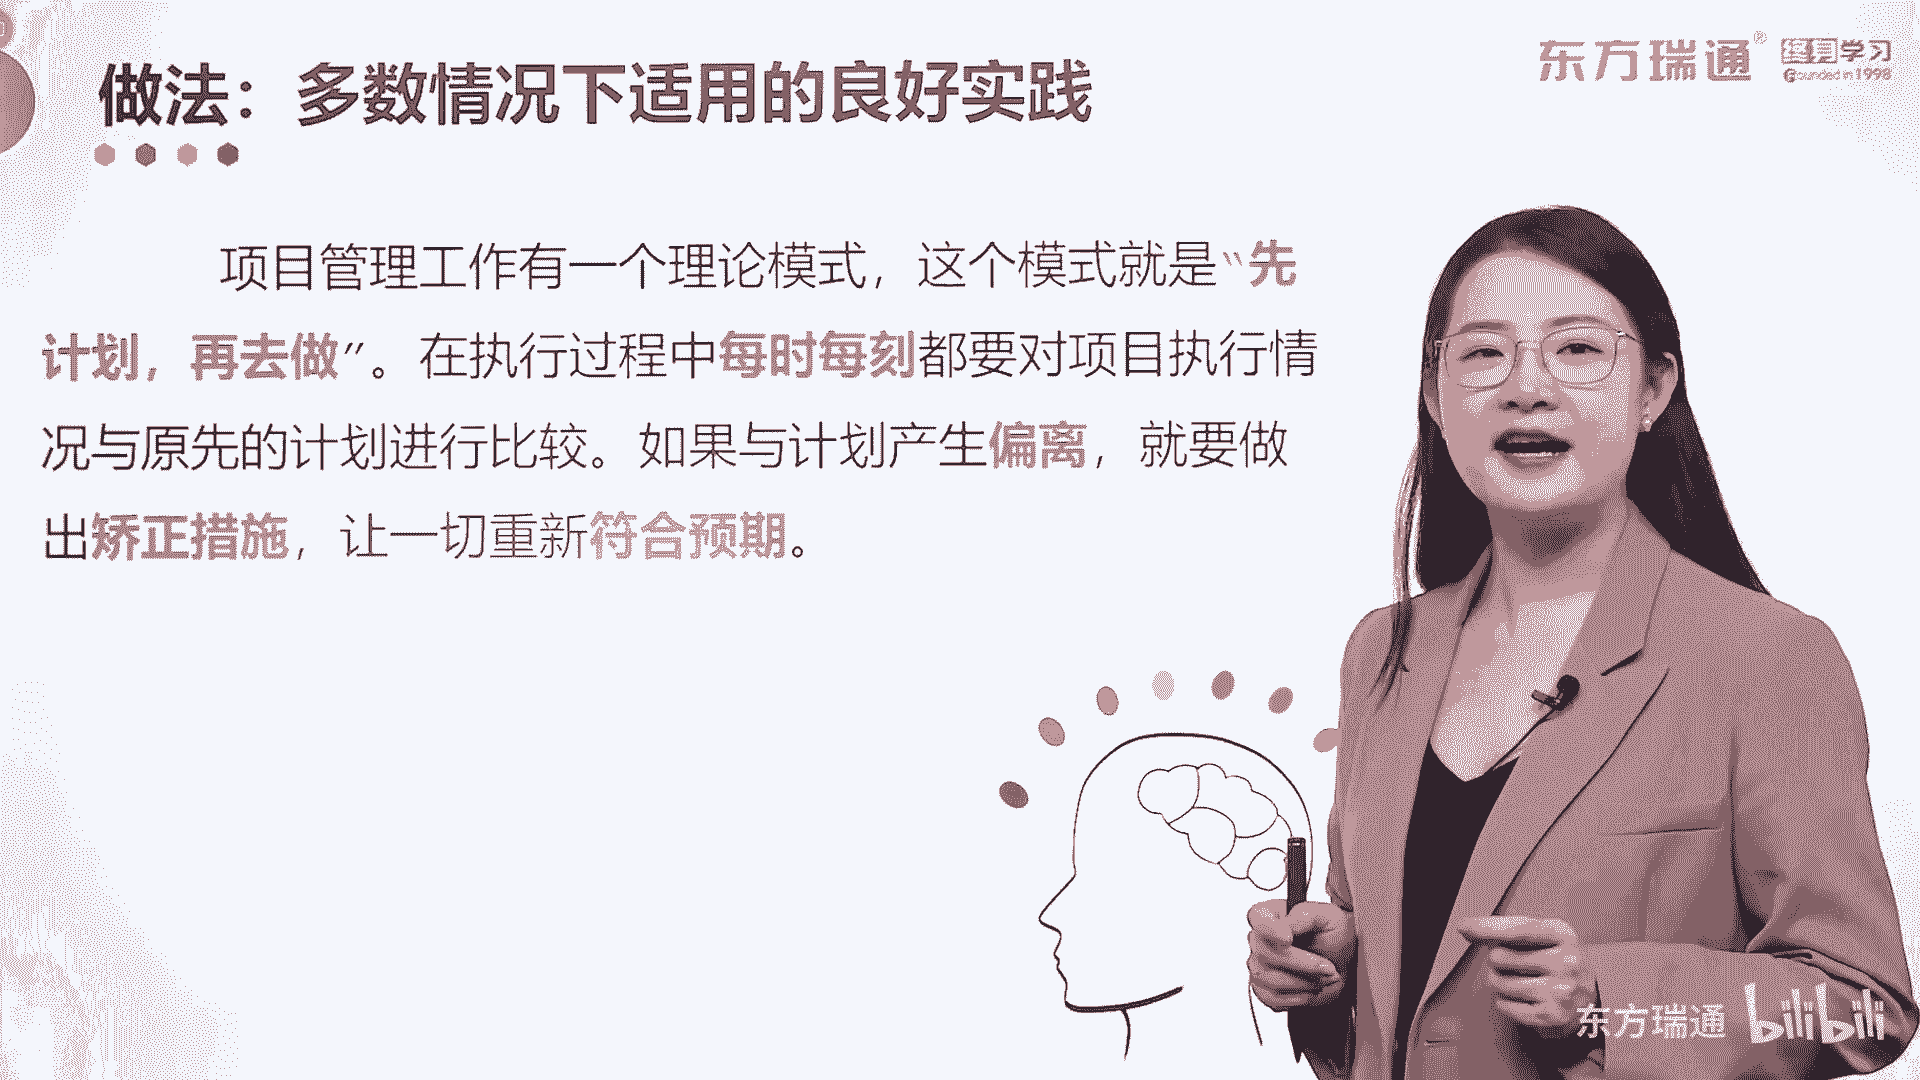 做法：多数情况下适用的良好实践
东方瑞通® 终身学习
Founded in 1998
项目管理工作有一个理论模式，这个模式就是“先
计划，再去做”。在执行过程中每时每刻都要对项目执行情
况与原先的计划进行比较。如果与计划产生偏离，就要做
出矫正措施，让一切重新符合预期。
东方瑞通 bilibili